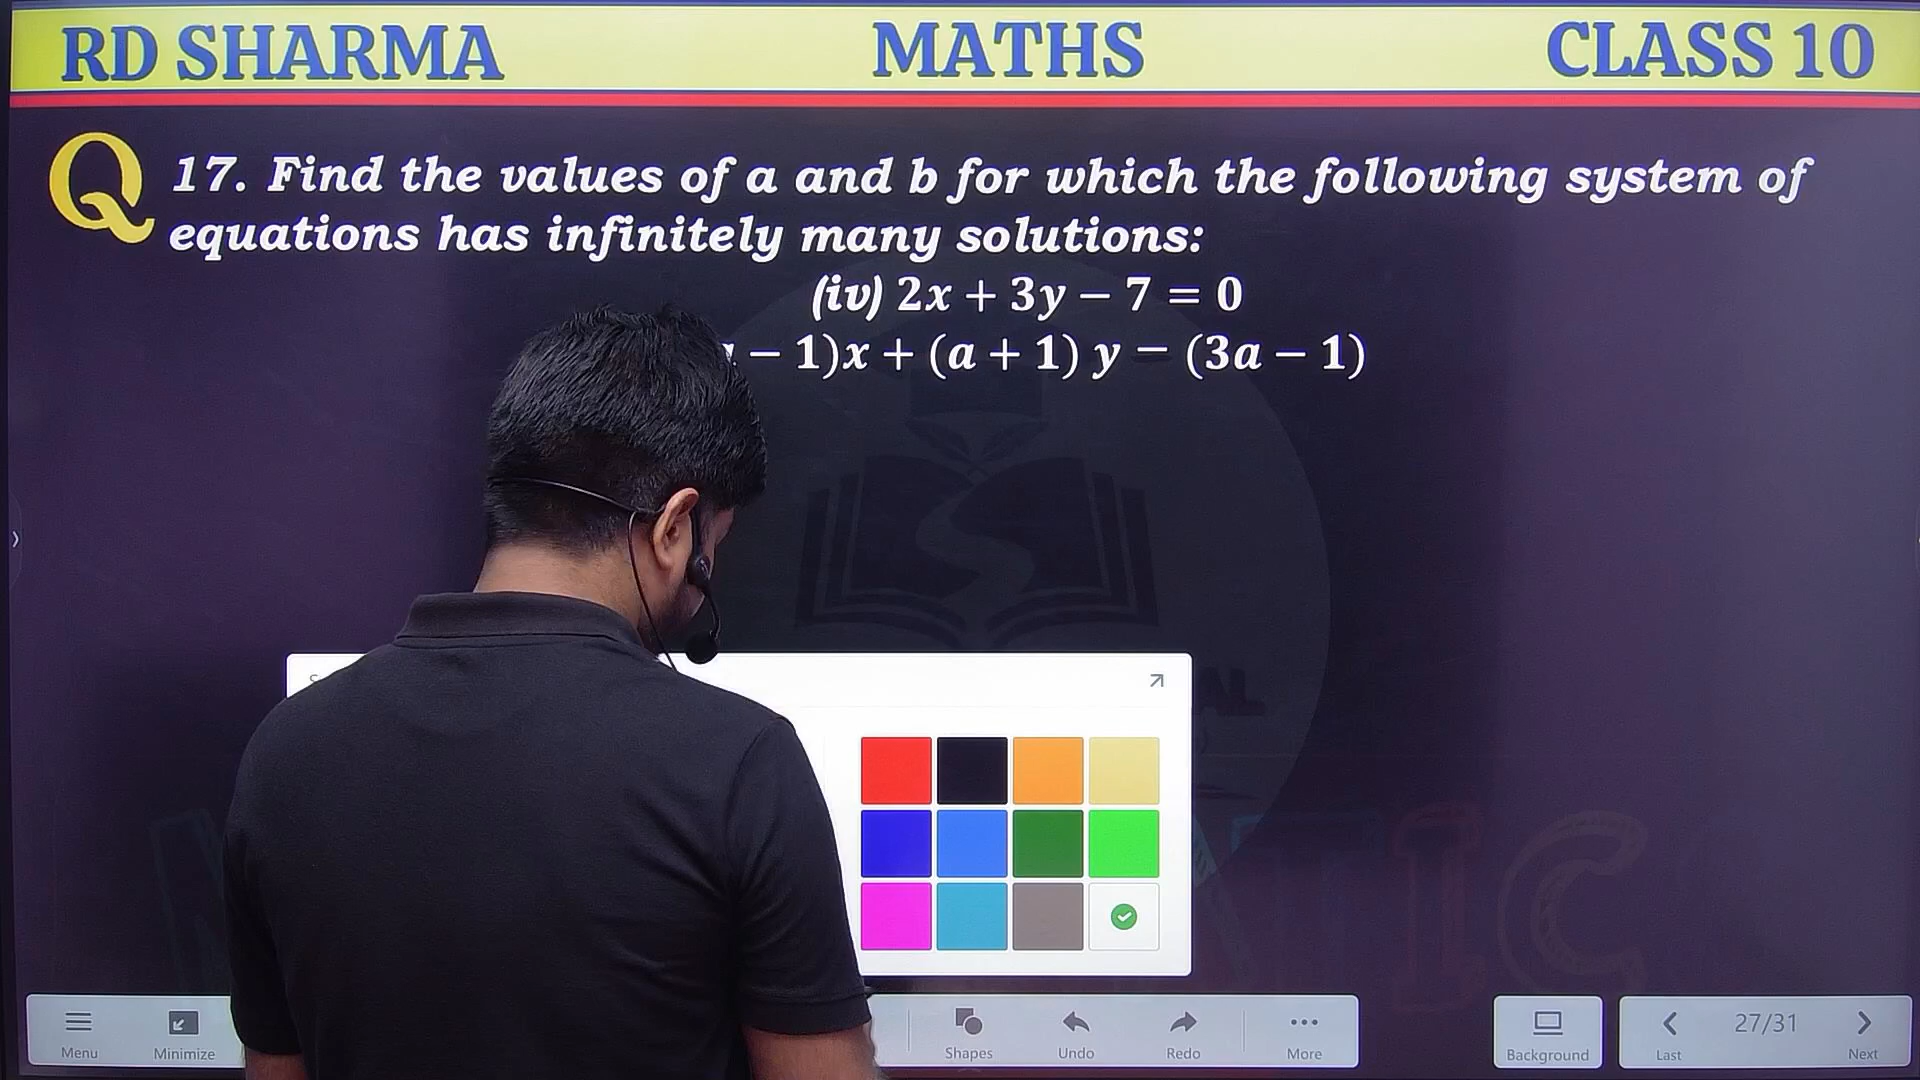 RD SHARMA MATHS CLASS 10
Q 17. Find the values of a and b for which the following system of
equations has infinitely many solutions:
(iv) 2x + 3y − 7 = 0
− 1)x + (a + 1) y − (3a − 1)
Menu Minimize Shapes Undo Redo More Background Last 27/31 Next